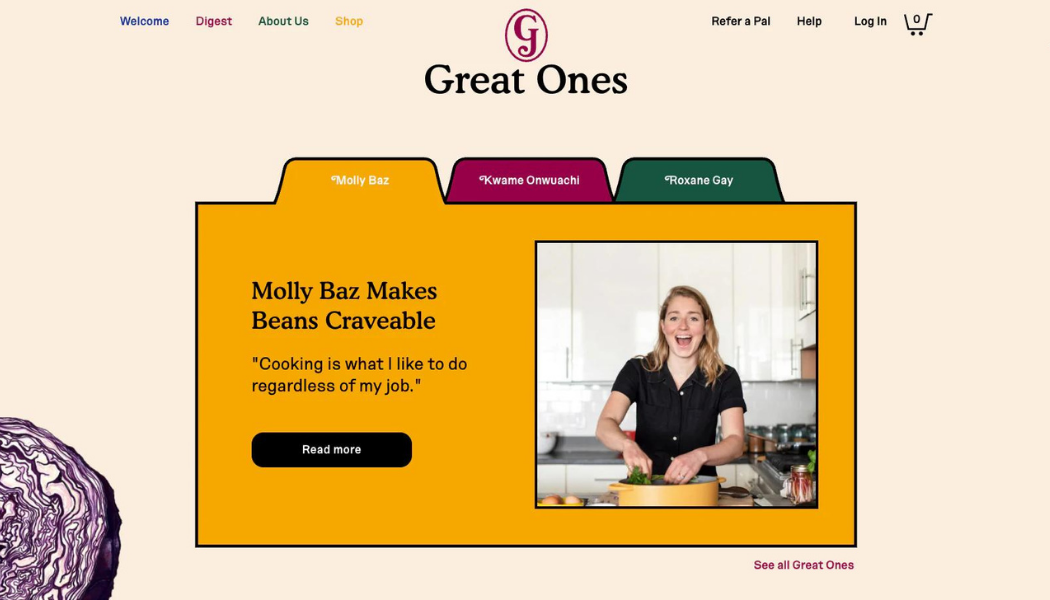 Welcome
Digest
About Us
Shop
GJ
Refer a Pal
Help
Log In
0
Great Ones
Molly Baz
Kwame Onwuachi
Roxane Gay
Molly Baz Makes
Beans Craveable
"Cooking is what I like to do
regardless of my job."
Read more
See all Great Ones